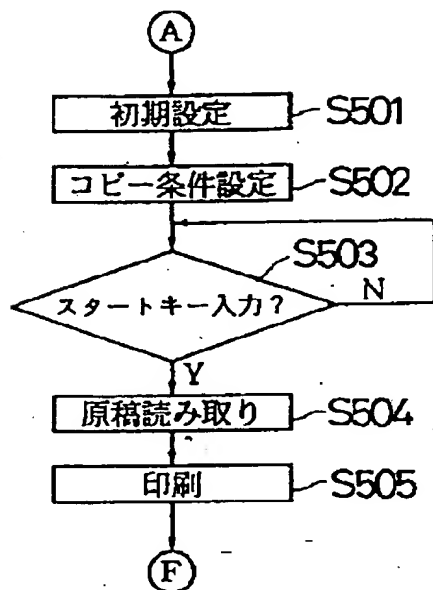 A
初期設定 S501
コピー条件設定 S502
S503
スタートキー入力? N
Y
原稿読み取り S504
印刷 S505
F